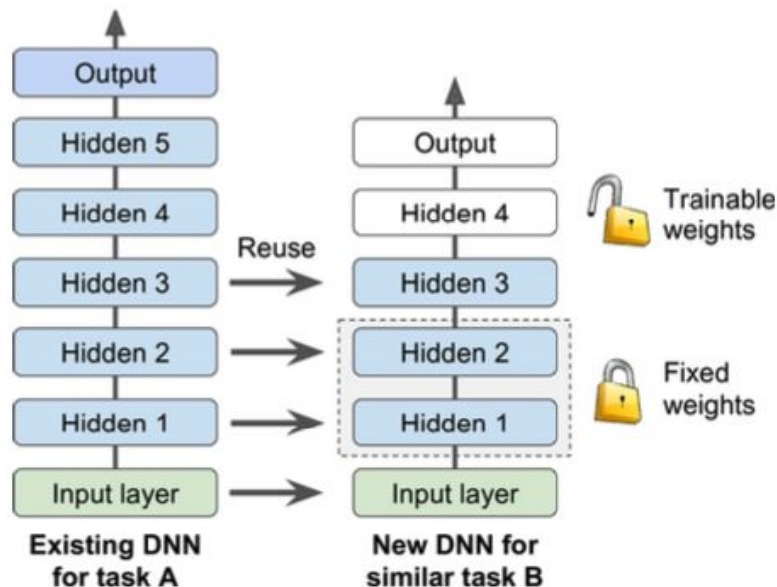 Output
Hidden 5
Hidden 4
Hidden 3
Hidden 2
Hidden 1
Input layer
Existing DNN
for task A
Reuse
Output
Hidden 4
Hidden 3
Hidden 2
Hidden 1
Input layer
New DNN for
similar task B
Trainable
weights
Fixed
weights